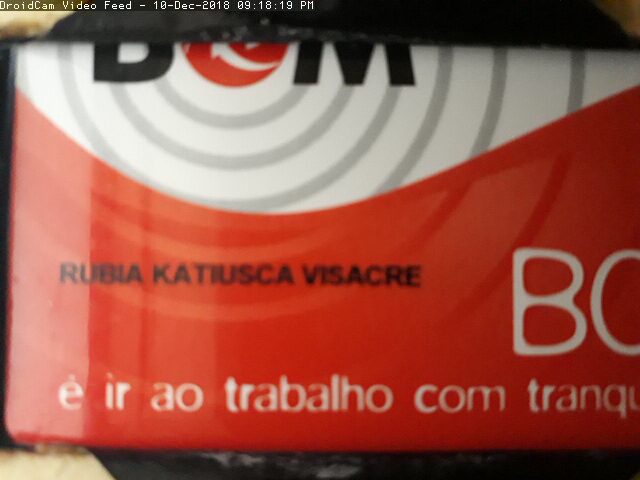 DroidCam Video Feed - 10-Dec-2018 09:18:19 PM
BOM
RUBIA KATIUSCA VISACRE
BO
é ir ao trabalho com tranqu